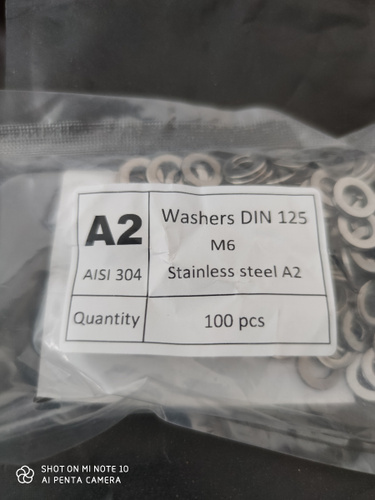 A2
AISI 304
Washers DIN 125
M6
Stainless steel A2
Quantity
100 pcs
SHOT ON MI NOTE 10
AI PENTA CAMERA